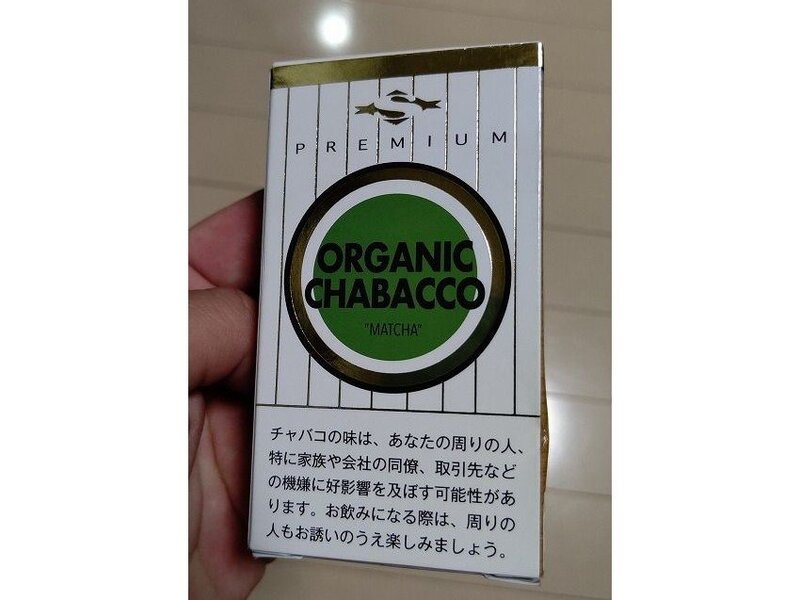 S
PREMIUM
ORGANIC
CHABACCO
"MATCHA"
チャバコの味は、あなたの周りの人、
特に家族や会社の同僚、取引先など
の機嫌に好影響を及ぼす可能性があ
ります。お飲みになる際は、周りの
人もお誘いのうえ楽しみましょう。